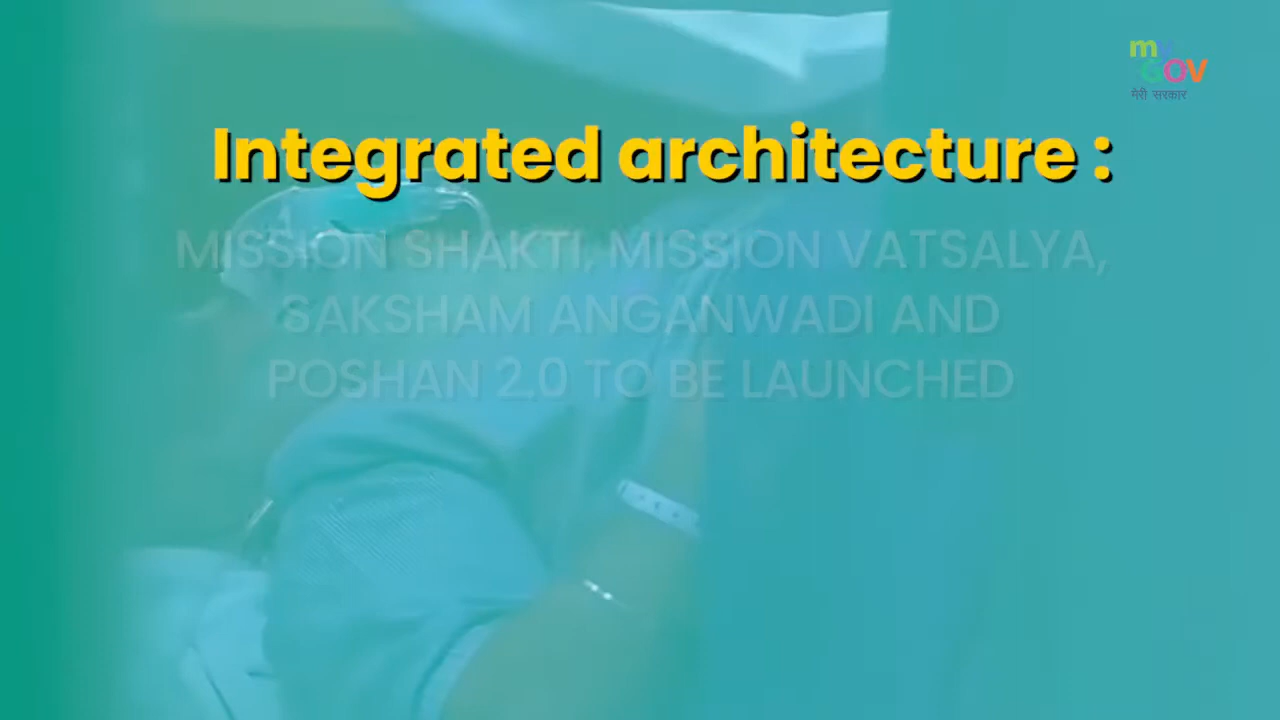 my
GOV
मेरी सरकार
Integrated architecture :
MISSION SHAKTI, MISSION VATSALYA,
SAKSHAM ANGANWADI AND
POSHAN 2.0 TO BE LAUNCHED